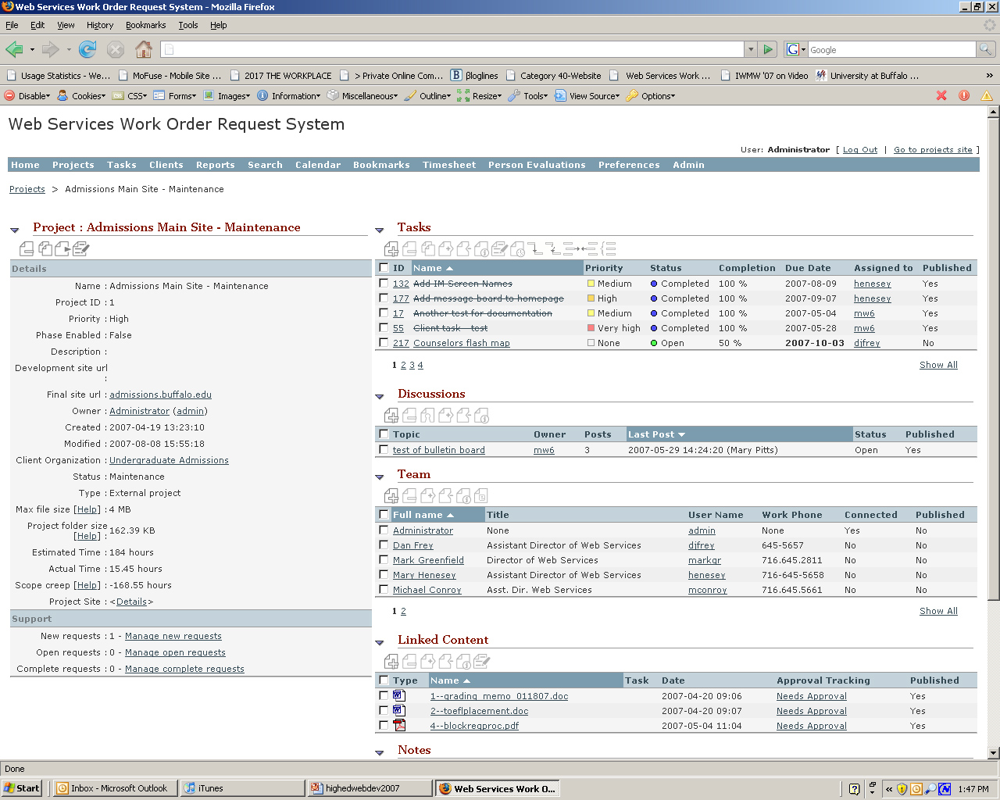 Web Services Work Order Request System - Mozilla Firefox
File Edit View History Bookmarks Tools Help
G Google
Usage Statistics - We... MoFuse - Mobile Site ... 2017 THE WORKPLACE > Private Online Com... B βloglines Category 40-Website Web Services Work ... IWMW '07 on Video University at Buffalo ... »
Disable Cookies CSS Forms Images Information Miscellaneous Outline Resize Tools View Source Options
Web Services Work Order Request System
User: Administrator [ Log Out | Go to projects site ]
Home Projects Tasks Clients Reports Search Calendar Bookmarks Timesheet Person Evaluations Preferences Admin
Projects > Admissions Main Site - Maintenance
Project : Admissions Main Site - Maintenance
Details
Name : Admissions Main Site - Maintenance
Project ID : 1
Priority : High
Phase Enabled : False
Description :
Development site url
:
Final site url : admissions.buffalo.edu
Owner : Administrator (admin)
Created : 2007-04-19 13:23:10
Modified : 2007-08-08 15:55:18
Client Organization : Undergraduate Admissions
Status : Maintenance
Type : External project
Max file size [Help] : 4 MB
Project folder size
[Help] : 162.39 KB
Estimated Time : 184 hours
Actual Time : 15.45 hours
Scope creep [Help] : -168.55 hours
Project Site : <Details>
Support
New requests : 1 - Manage new requests
Open requests : 0 - Manage open requests
Complete requests : 0 - Manage complete requests
Tasks
ID Name Priority Status Completion Due Date Assigned to Published
132 Add IM Screen Names Medium Completed 100 % 2007-08-09 henesey Yes
177 Add message board to homepage High Completed 100 % 2007-09-07 henesey Yes
17 Another test for documentation Medium Completed 100 % 2007-05-04 mw6 Yes
55 Client task - test Very high Completed 100 % 2007-05-28 mw6 Yes
217 Counselors flash map None Open 50 % 2007-10-03 djfrey No
1 2 3 4 Show All
Discussions
Topic Owner Posts Last Post Status Published
test of bulletin board mw6 3 2007-05-29 14:24:20 (Mary Pitts) Open Yes
Team
Full name Title User Name Work Phone Connected Published
Administrator None admin None Yes No
Dan Frey Assistant Director of Web Services djfrey 645-5657 No No
Mark Greenfield Director of Web Services markgr 716.645.2811 No No
Mary Henesey Assistant Director of Web Services henesey 716-645-5658 No No
Michael Conroy Asst. Dir. Web Services mconroy 716.645.5661 No No
1 2 Show All
Linked Content
Type Name Task Date Approval Tracking Published
1--grading_memo_011807.doc 2007-04-20 09:06 Needs Approval Yes
2--toeflplacement.doc 2007-04-20 09:07 Needs Approval Yes
4--blockreqproc.pdf 2007-05-04 11:04 Needs Approval Yes
Notes
Done
Start Inbox - Microsoft Outlook iTunes highedwebdev2007 Web Services Work O... « 1:47 PM